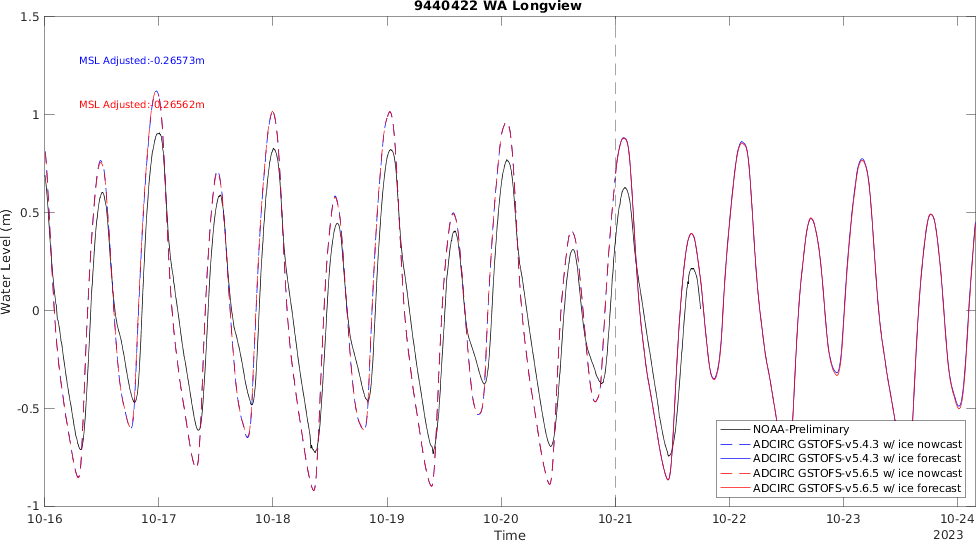 9440422 WA Longview
1.5
MSL Adjusted:-0.26573m
MSL Adjusted:-0.26562m
1
0.5
0
-0.5
-1
Water Level (m)
NOAA-Preliminary
ADCIRC GSTOFS-v5.4.3 w/ ice nowcast
ADCIRC GSTOFS-v5.4.3 w/ ice forecast
ADCIRC GSTOFS-v5.6.5 w/ ice nowcast
ADCIRC GSTOFS-v5.6.5 w/ ice forecast
10-16 10-17 10-18 10-19 10-20 10-21 10-22 10-23 10-24
Time
2023